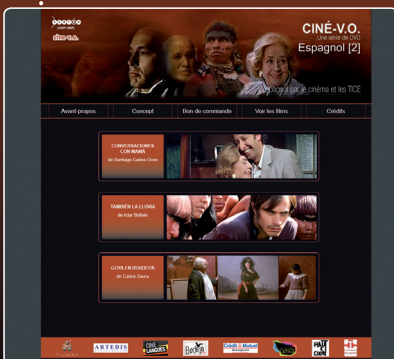 CINÉ-V.O.
Une série de DVD
Espagnol [2]
ciné-v.o.
l'espagnol par le cinéma et les TICE
Avant-propos
Concept
Bon de commande
Voir les films
Crédits
CONVERSACIONES
CON MAMÁ
de Santiago Carlos Oves
TAMBIÉN LA LLUVIA
de Icíar Bollaín
GOYA EN BURDEOS
de Carlos Saura
ARTEDIS
CINÉ
LANGUES
Crédit Mutuel
Enseignant